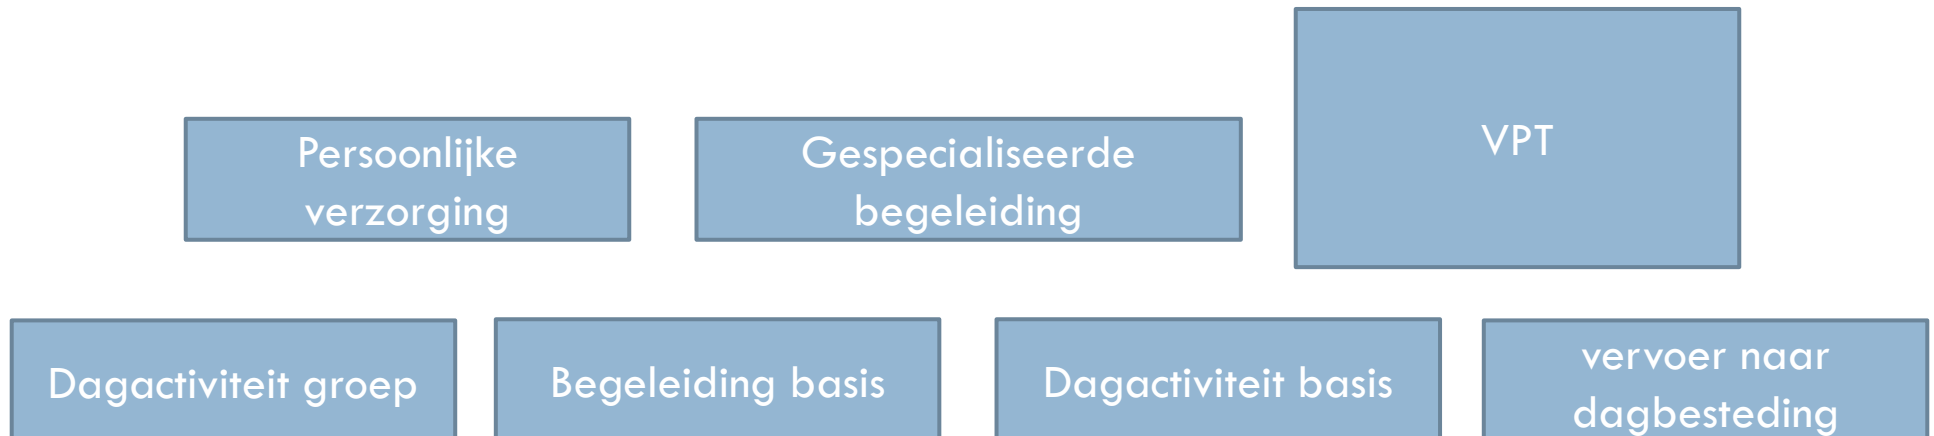 Persoonlijke
verzorging
Gespecialiseerde
begeleiding
VPT
Dagactiviteit groep
Begeleiding basis
Dagactiviteit basis
vervoer naar
dagbesteding